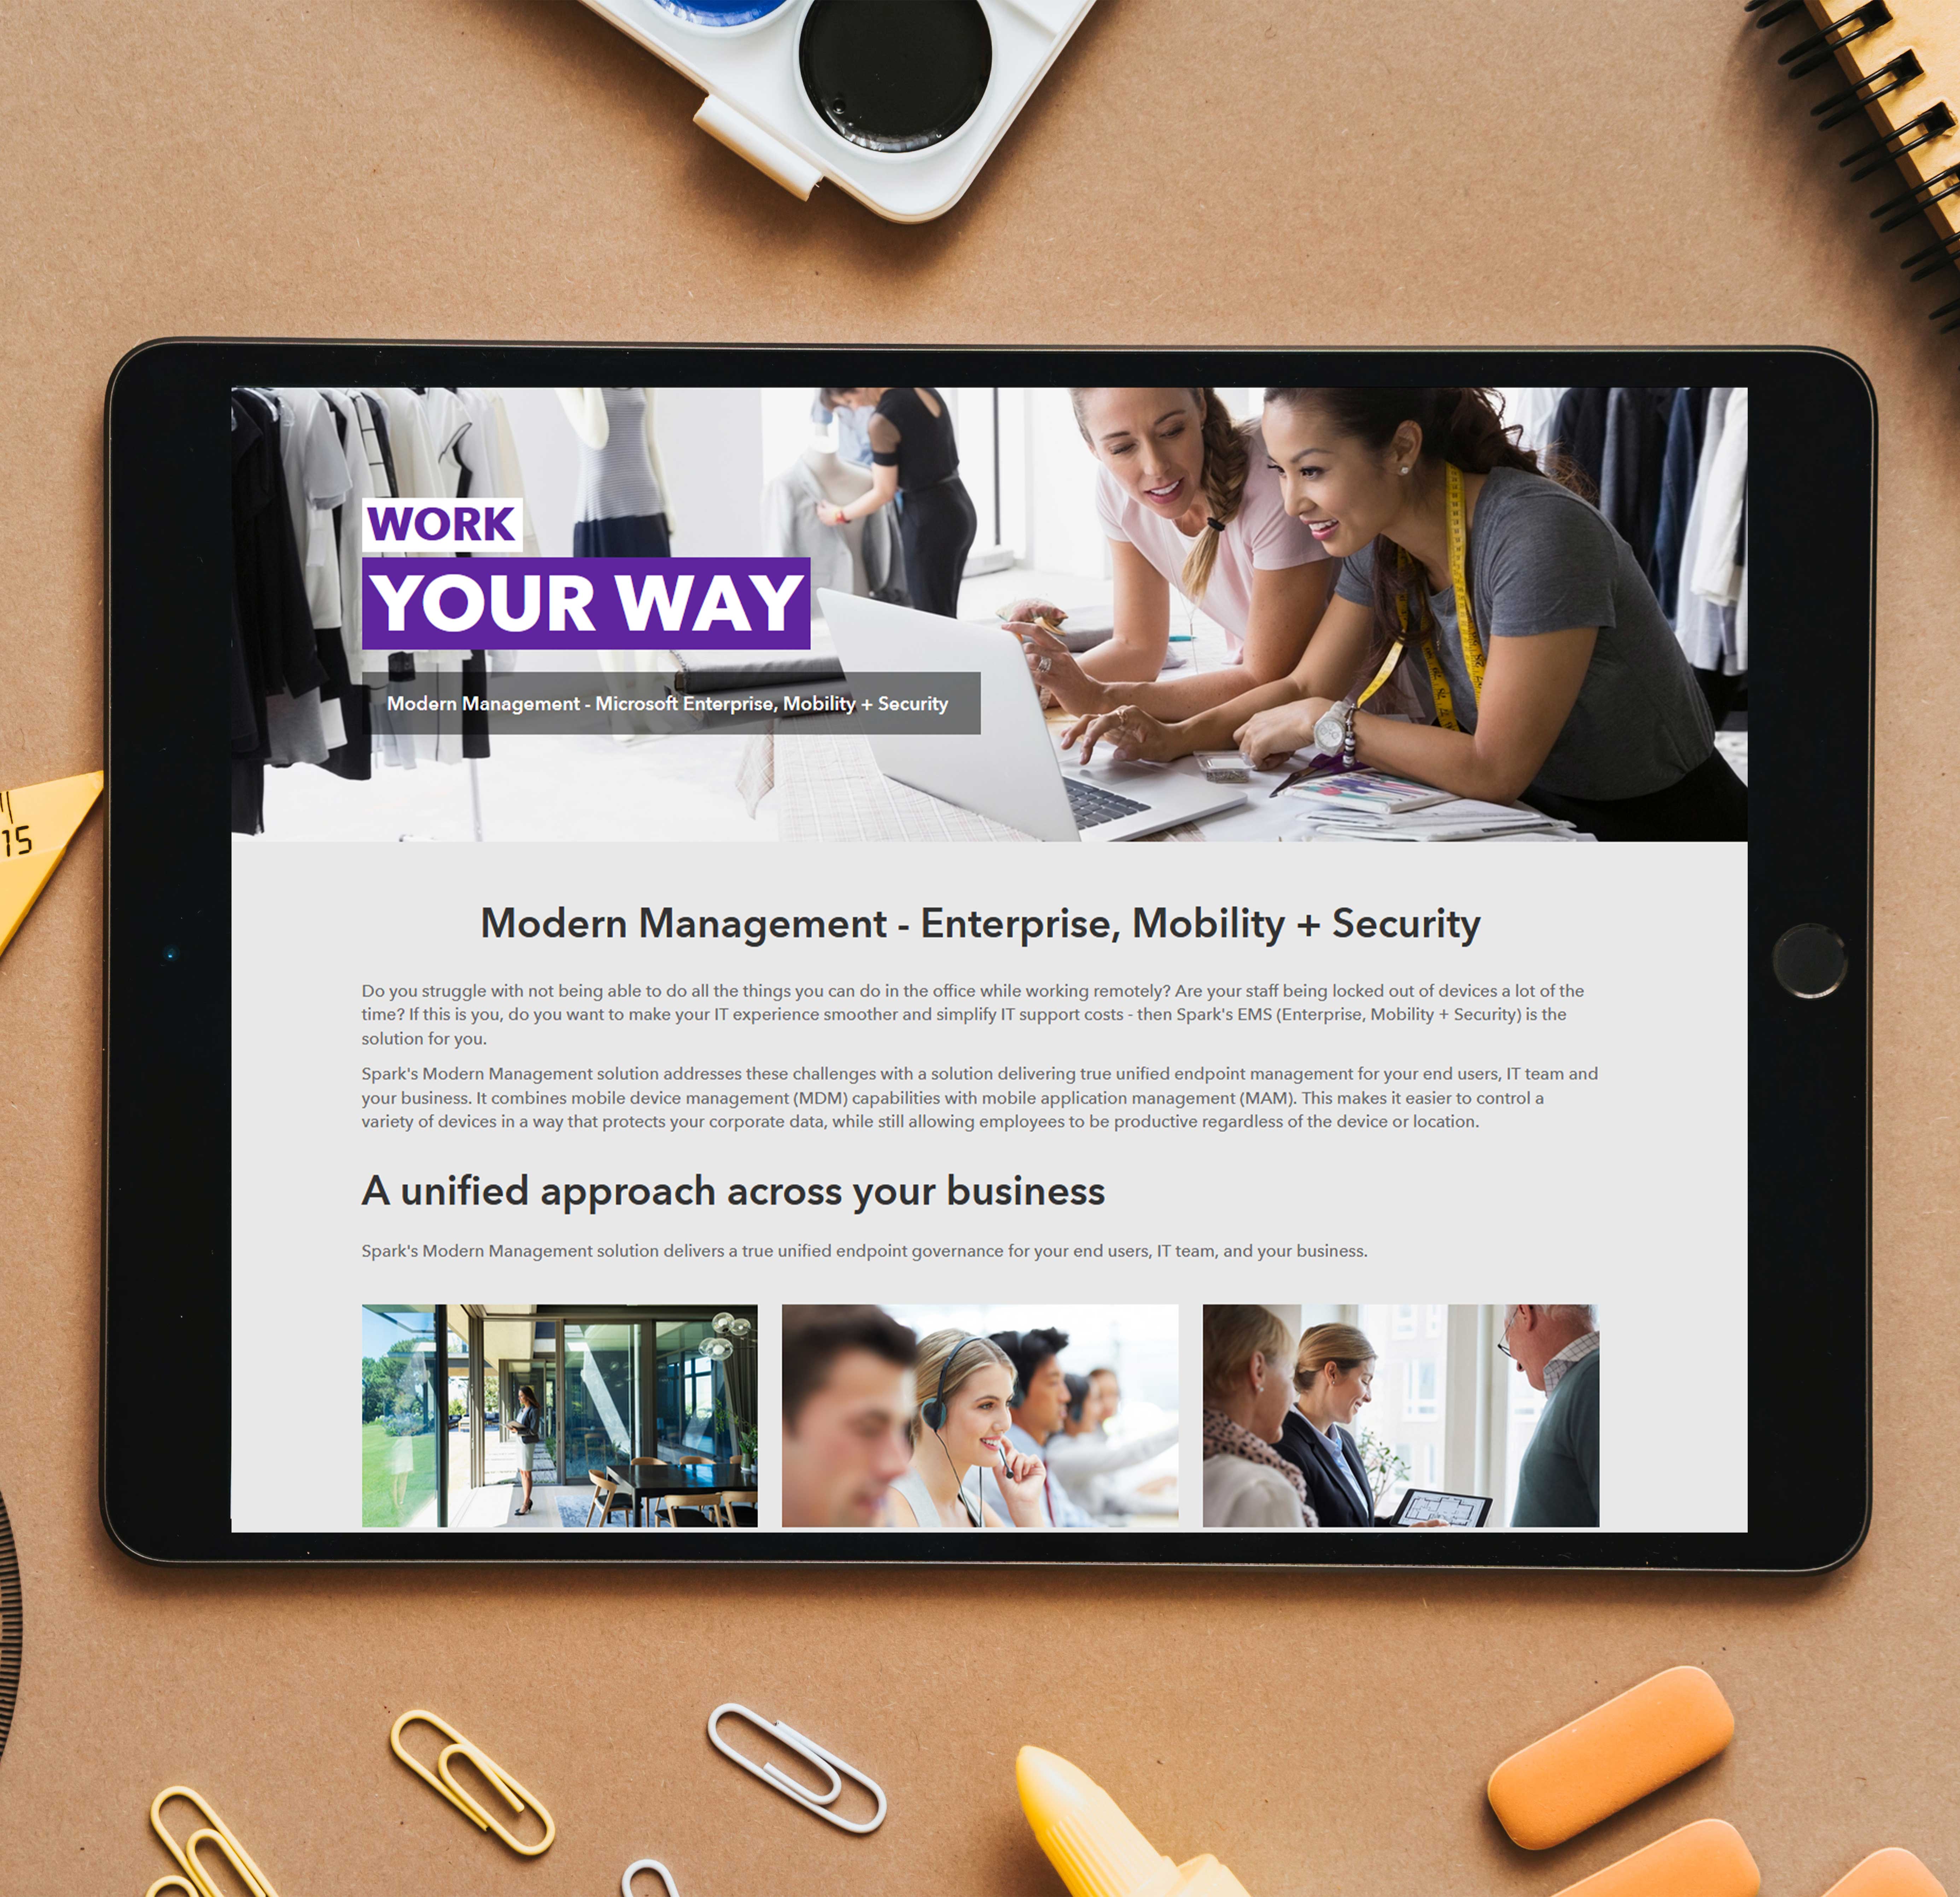 WORK
YOUR WAY
Modern Management - Microsoft Enterprise, Mobility + Security
15
Modern Management - Enterprise, Mobility + Security
Do you struggle with not being able to do all the things you can do in the office while working remotely? Are your staff being locked out of devices a lot of the
time? If this is you, do you want to make your IT experience smoother and simplify IT support costs - then Spark's EMS (Enterprise, Mobility + Security) is the
solution for you.
Spark's Modern Management solution addresses these challenges with a solution delivering true unified endpoint management for your end users, IT team and
your business. It combines mobile device management (MDM) capabilities with mobile application management (MAM). This makes it easier to control a
variety of devices in a way that protects your corporate data, while still allowing employees to be productive regardless of the device or location.
A unified approach across your business
Spark's Modern Management solution delivers a true unified endpoint governance for your end users, IT team, and your business.